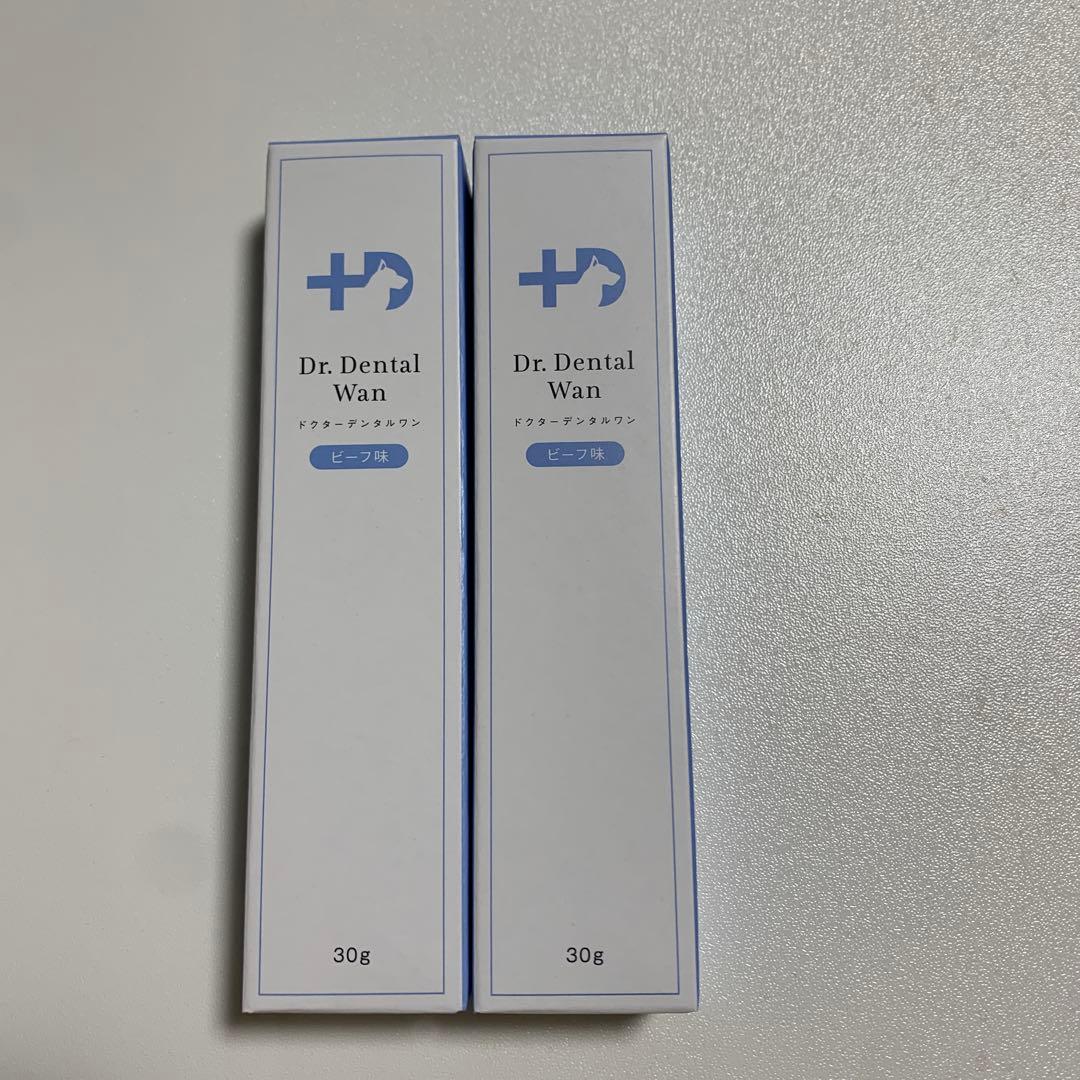 Dr. Dental
Wan
ドクターデンタルワン
ビーフ味
30g
Dr. Dental
Wan
ドクターデンタルワン
ビーフ味
30g